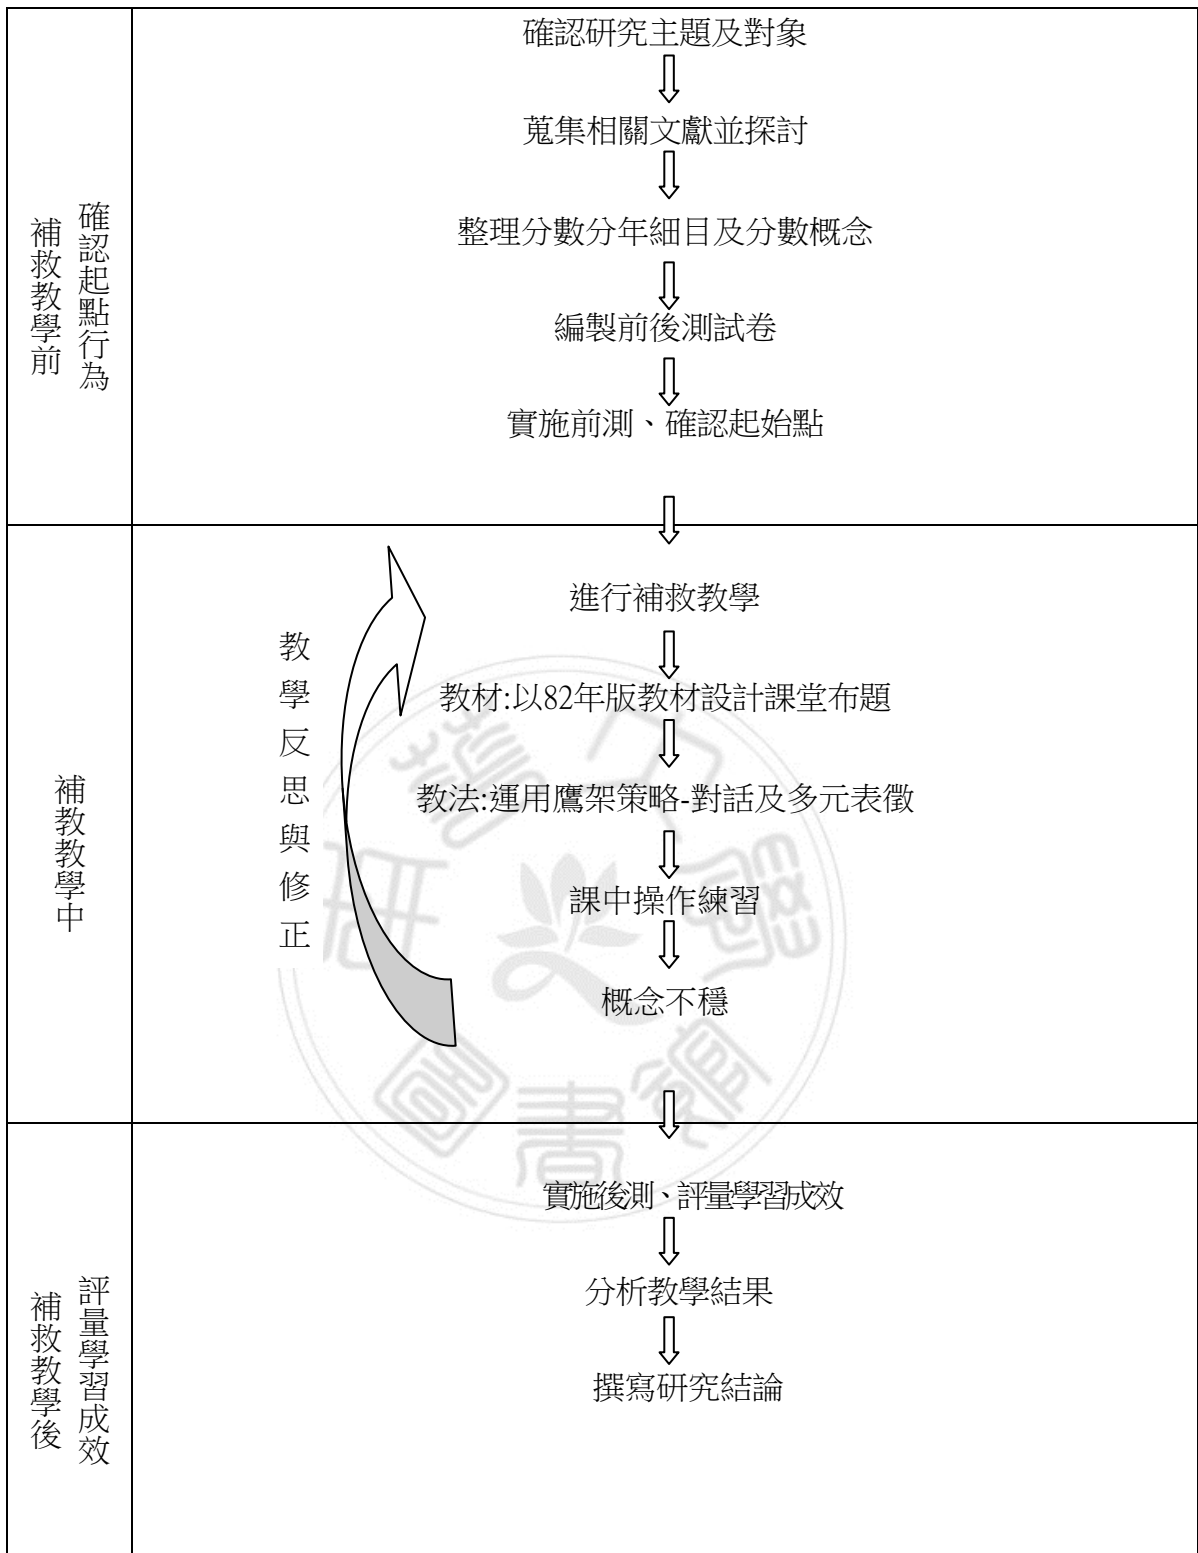 確認起點行為
補救教學前
確認研究主題及對象
蒐集相關文獻並探討
整理分數分年細目及分數概念
編製前後測試卷
實施前測、確認起始點
補教教學中
教學反思與修正
進行補救教學
教材:以82年版教材設計課堂布題
教法:運用鷹架策略-對話及多元表徵
課中操作練習
概念不穩
評量學習成效
補救教學後
實施後測、評量學習成效
分析教學結果
撰寫研究結論